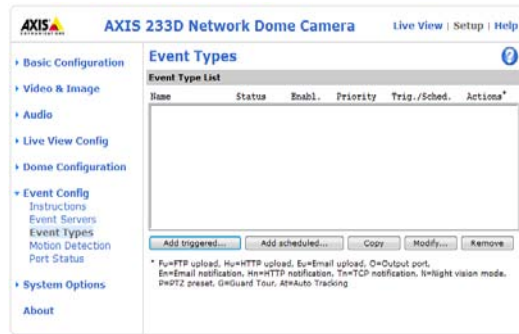 AXIS
COMMUNICATIONS
AXIS 233D Network Dome Camera
Live View | Setup | Help
Basic Configuration
Video & Image
Audio
Live View Config
Dome Configuration
Event Config
Instructions
Event Servers
Event Types
Motion Detection
Port Status
System Options
About
Event Types
Event Type List
Name Status Enabl. Priority Trig./Sched. Actions*
Add triggered... Add scheduled... Copy Modify... Remove
* Fu=FTP upload, Hu=HTTP upload, Eu=Email upload, O=Output port,
En=Email notification, Hn=HTTP notification, Tn=TCP notification, N=Night vision mode,
P=PTZ preset, G=Guard Tour, At=Auto Tracking